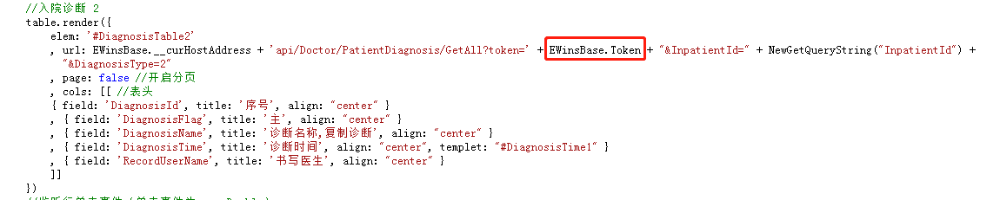 //入院诊断 2
table.render({
elem: '#DiagnosisTable2'
, url: EWinsBase.__curHostAddress + 'api/Doctor/PatientDiagnosis/GetAll?token=' + EWinsBase.Token + "&InpatientId=" + NewGetQueryString("InpatientId") +
"&DiagnosisType=2"
, page: false //开启分页
, cols: [[ //表头
{ field: 'DiagnosisId', title: '序号', align: "center" }
, { field: 'DiagnosisFlag', title: '主', align: "center" }
, { field: 'DiagnosisName', title: '诊断名称,复制诊断', align: "center" }
, { field: 'DiagnosisTime', title: '诊断时间', align: "center", templet: "#DiagnosisTime1" }
, { field: 'RecordUserName', title: '书写医生', align: "center" }
]]
})